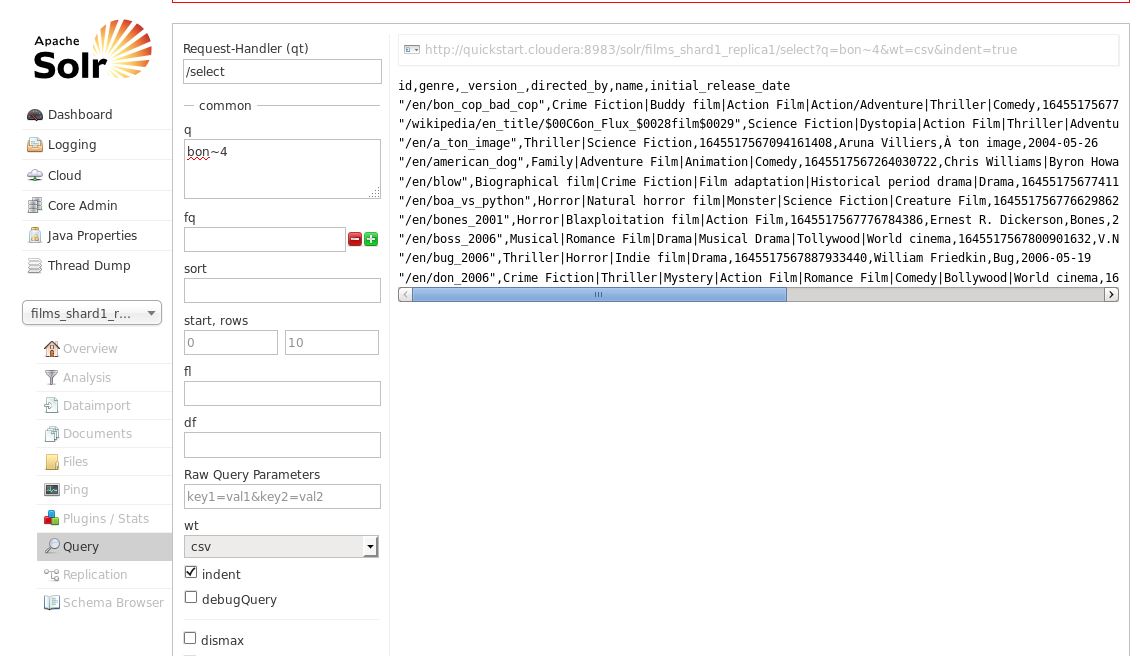 Apache
Solr
Dashboard
Logging
Cloud
Core Admin
Java Properties
Thread Dump
films_shard1_r...
Overview
Analysis
Dataimport
Documents
Files
Ping
Plugins / Stats
Query
Replication
Schema Browser
Request-Handler (qt)
/select
common
q
bon~4
fq
sort
start, rows
0 10
fl
df
Raw Query Parameters
key1=val1&key2=val2
wt
csv
indent
debugQuery
dismax
http://quickstart.cloudera:8983/solr/films_shard1_replica1/select?q=bon~4&wt=csv&indent=true
id,genre,_version_,directed_by,name,initial_release_date
"/en/bon_cop_bad_cop",Crime Fiction|Buddy film|Action Film|Action/Adventure|Thriller|Comedy,16455175677
"/wikipedia/en_title/$00C6on_Flux_$0028film$0029",Science Fiction|Dystopia|Action Film|Thriller|Adventu
"/en/a_ton_image",Thriller|Science Fiction,1645517567094161408,Aruna Villiers,À ton image,2004-05-26
"/en/american_dog",Family|Adventure Film|Animation|Comedy,1645517567264030722,Chris Williams|Byron Howa
"/en/blow",Biographical film|Crime Fiction|Film adaptation|Historical period drama|Drama,16455175677411
"/en/boa_vs_python",Horror|Natural horror film|Monster|Science Fiction|Creature Film,164551756776629862
"/en/bones_2001",Horror|Blaxploitation film|Action Film,1645517567776784386,Ernest R. Dickerson,Bones,2
"/en/boss_2006",Musical|Romance Film|Drama|Musical Drama|Tollywood|World cinema,1645517567800901632,V.N
"/en/bug_2006",Thriller|Horror|Indie film|Drama,1645517567887933440,William Friedkin,Bug,2006-05-19
"/en/don_2006",Crime Fiction|Thriller|Mystery|Action Film|Romance Film|Comedy|Bollywood|World cinema,16